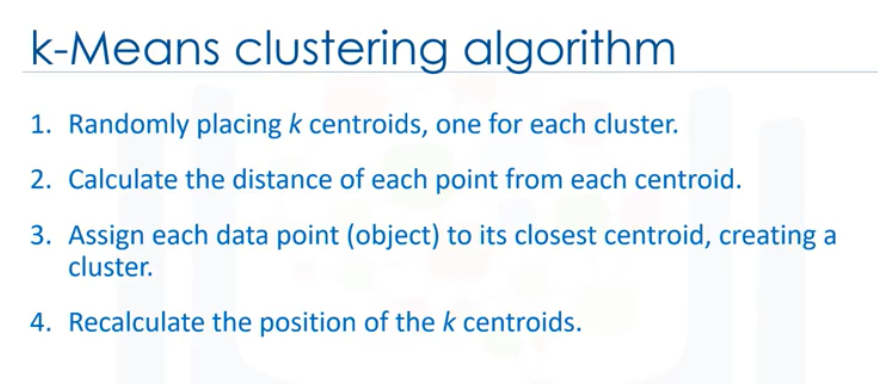 k-Means clustering algorithm
1. Randomly placing k centroids, one for each cluster.
2. Calculate the distance of each point from each centroid.
3. Assign each data point (object) to its closest centroid, creating a
cluster.
4. Recalculate the position of the k centroids.